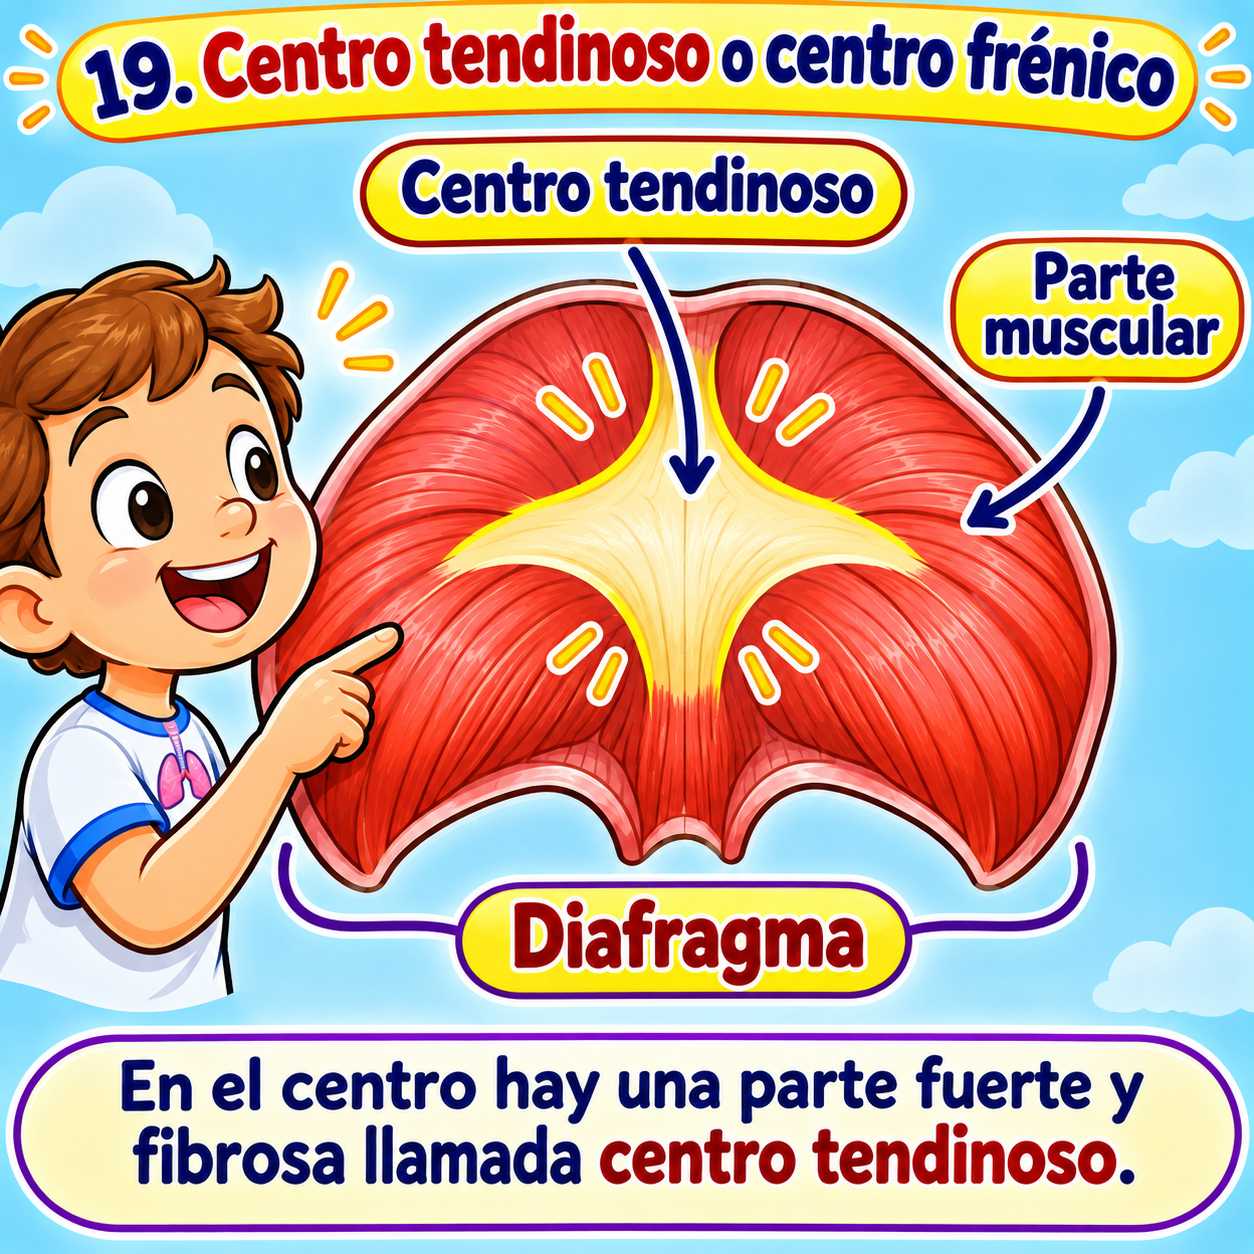 19. Centro tendinoso o centro frénico
Centro tendinoso
Parte
muscular
Diafragma
En el centro hay una parte fuerte y
fibrosa llamada centro tendinoso.